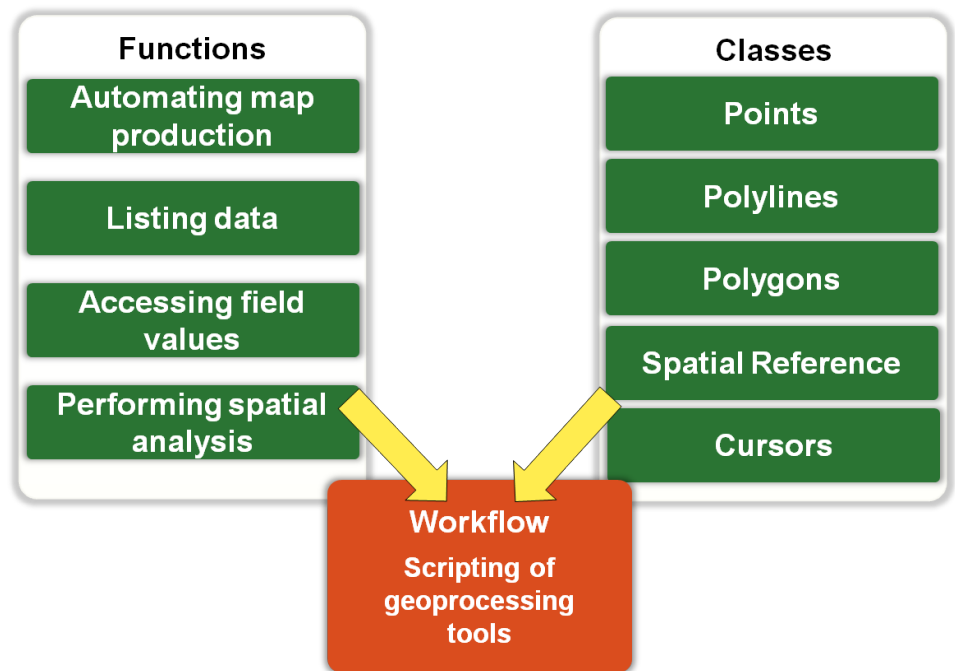 Functions
Automating map
production
Listing data
Accessing field
values
Performing spatial
analysis
Classes
Points
Polylines
Polygons
Spatial Reference
Cursors
Workflow
Scripting of
geoprocessing
tools